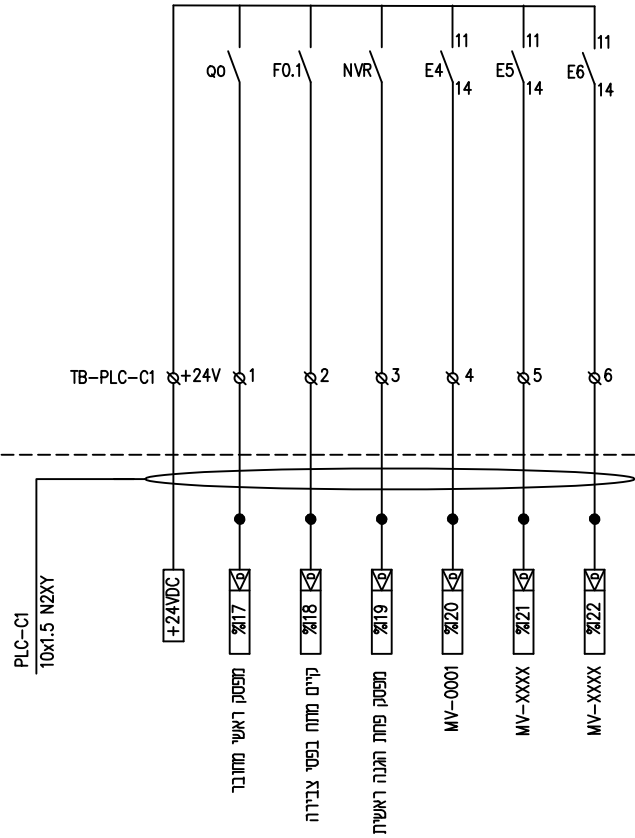 11
11
11
Q0
F0.1
NVR
E4
E5
E6
14
14
14
TB-PLC-C1
+24V
1
2
3
4
5
6
PLC-C1
10x1.5 N2XY
+24VDC
%I17
%I18
%I19
%I20
%I21
%I22
D
D
D
D
D
D
מפסק ראשי מחובר
קיים מתח בפסי צבירה
מפסק פחת הגנה ראשית
MV-0001
MV-XXXX
MV-XXXX